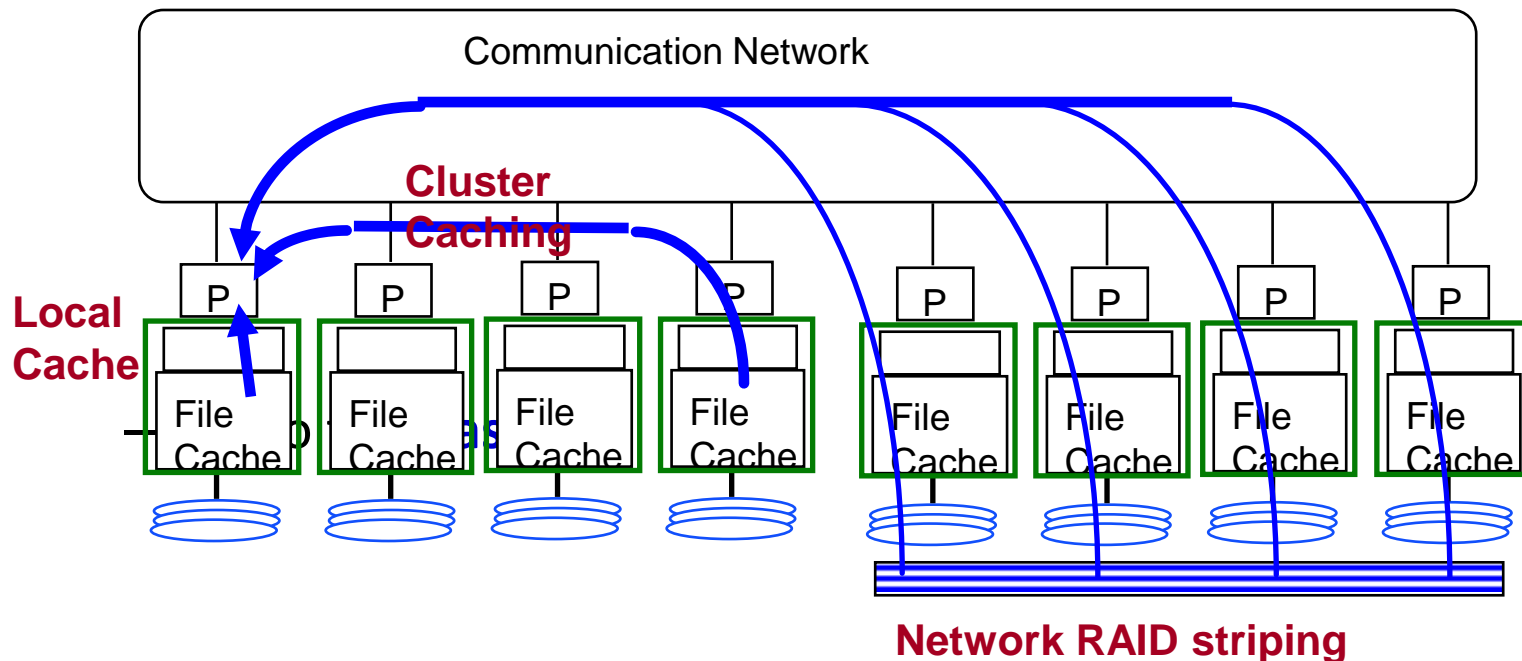 Communication Network
Cluster
Caching
P
P
P
P
P
P
P
P
Local
Cache
File
Cache
File
Cache
File
Cache
File
Cache
File
Cache
File
Cache
File
Cache
File
Cache
Network RAID striping